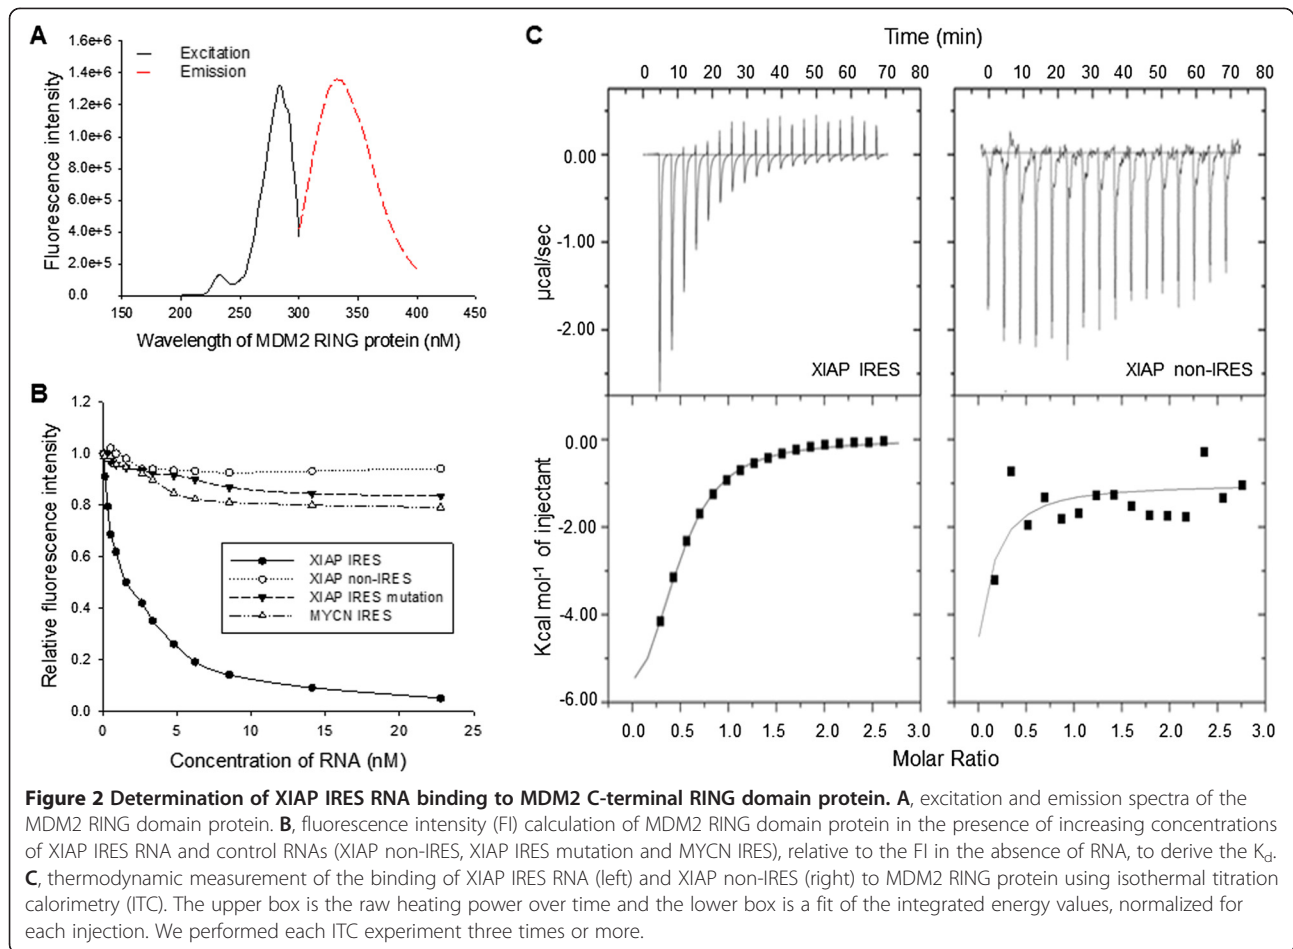 A
1.6e+6
1.4e+6
1.2e+6
1.0e+6
8.0e+5
6.0e+5
4.0e+5
2.0e+5
0.0
Fluorescence intensity
Excitation
Emission
150 200 250 300 350 400 450
Wavelength of MDM2 RING protein (nM)
B
1.2
1.0
0.8
0.6
0.4
0.2
0.0
Relative fluorescence intensity
XIAP IRES
XIAP non-IRES
XIAP IRES mutation
MYCN IRES
0 5 10 15 20 25
Concentration of RNA (nM)
C
Time (min)
0 10 20 30 40 50 60 70 80
0 10 20 30 40 50 60 70 80
0.00
-1.00
-2.00
µcal/sec
XIAP IRES
XIAP non-IRES
0.00
-2.00
-4.00
-6.00
Kcal mol⁻¹ of injectant
0.0 0.5 1.0 1.5 2.0 2.5 3.0
0.0 0.5 1.0 1.5 2.0 2.5 3.0
Molar Ratio
Figure 2 Determination of XIAP IRES RNA binding to MDM2 C-terminal RING domain protein. A, excitation and emission spectra of the
MDM2 RING domain protein. B, fluorescence intensity (FI) calculation of MDM2 RING domain protein in the presence of increasing concentrations
of XIAP IRES RNA and control RNAs (XIAP non-IRES, XIAP IRES mutation and MYCN IRES), relative to the FI in the absence of RNA, to derive the Kd.
C, thermodynamic measurement of the binding of XIAP IRES RNA (left) and XIAP non-IRES (right) to MDM2 RING protein using isothermal titration
calorimetry (ITC). The upper box is the raw heating power over time and the lower box is a fit of the integrated energy values, normalized for
each injection. We performed each ITC experiment three times or more.